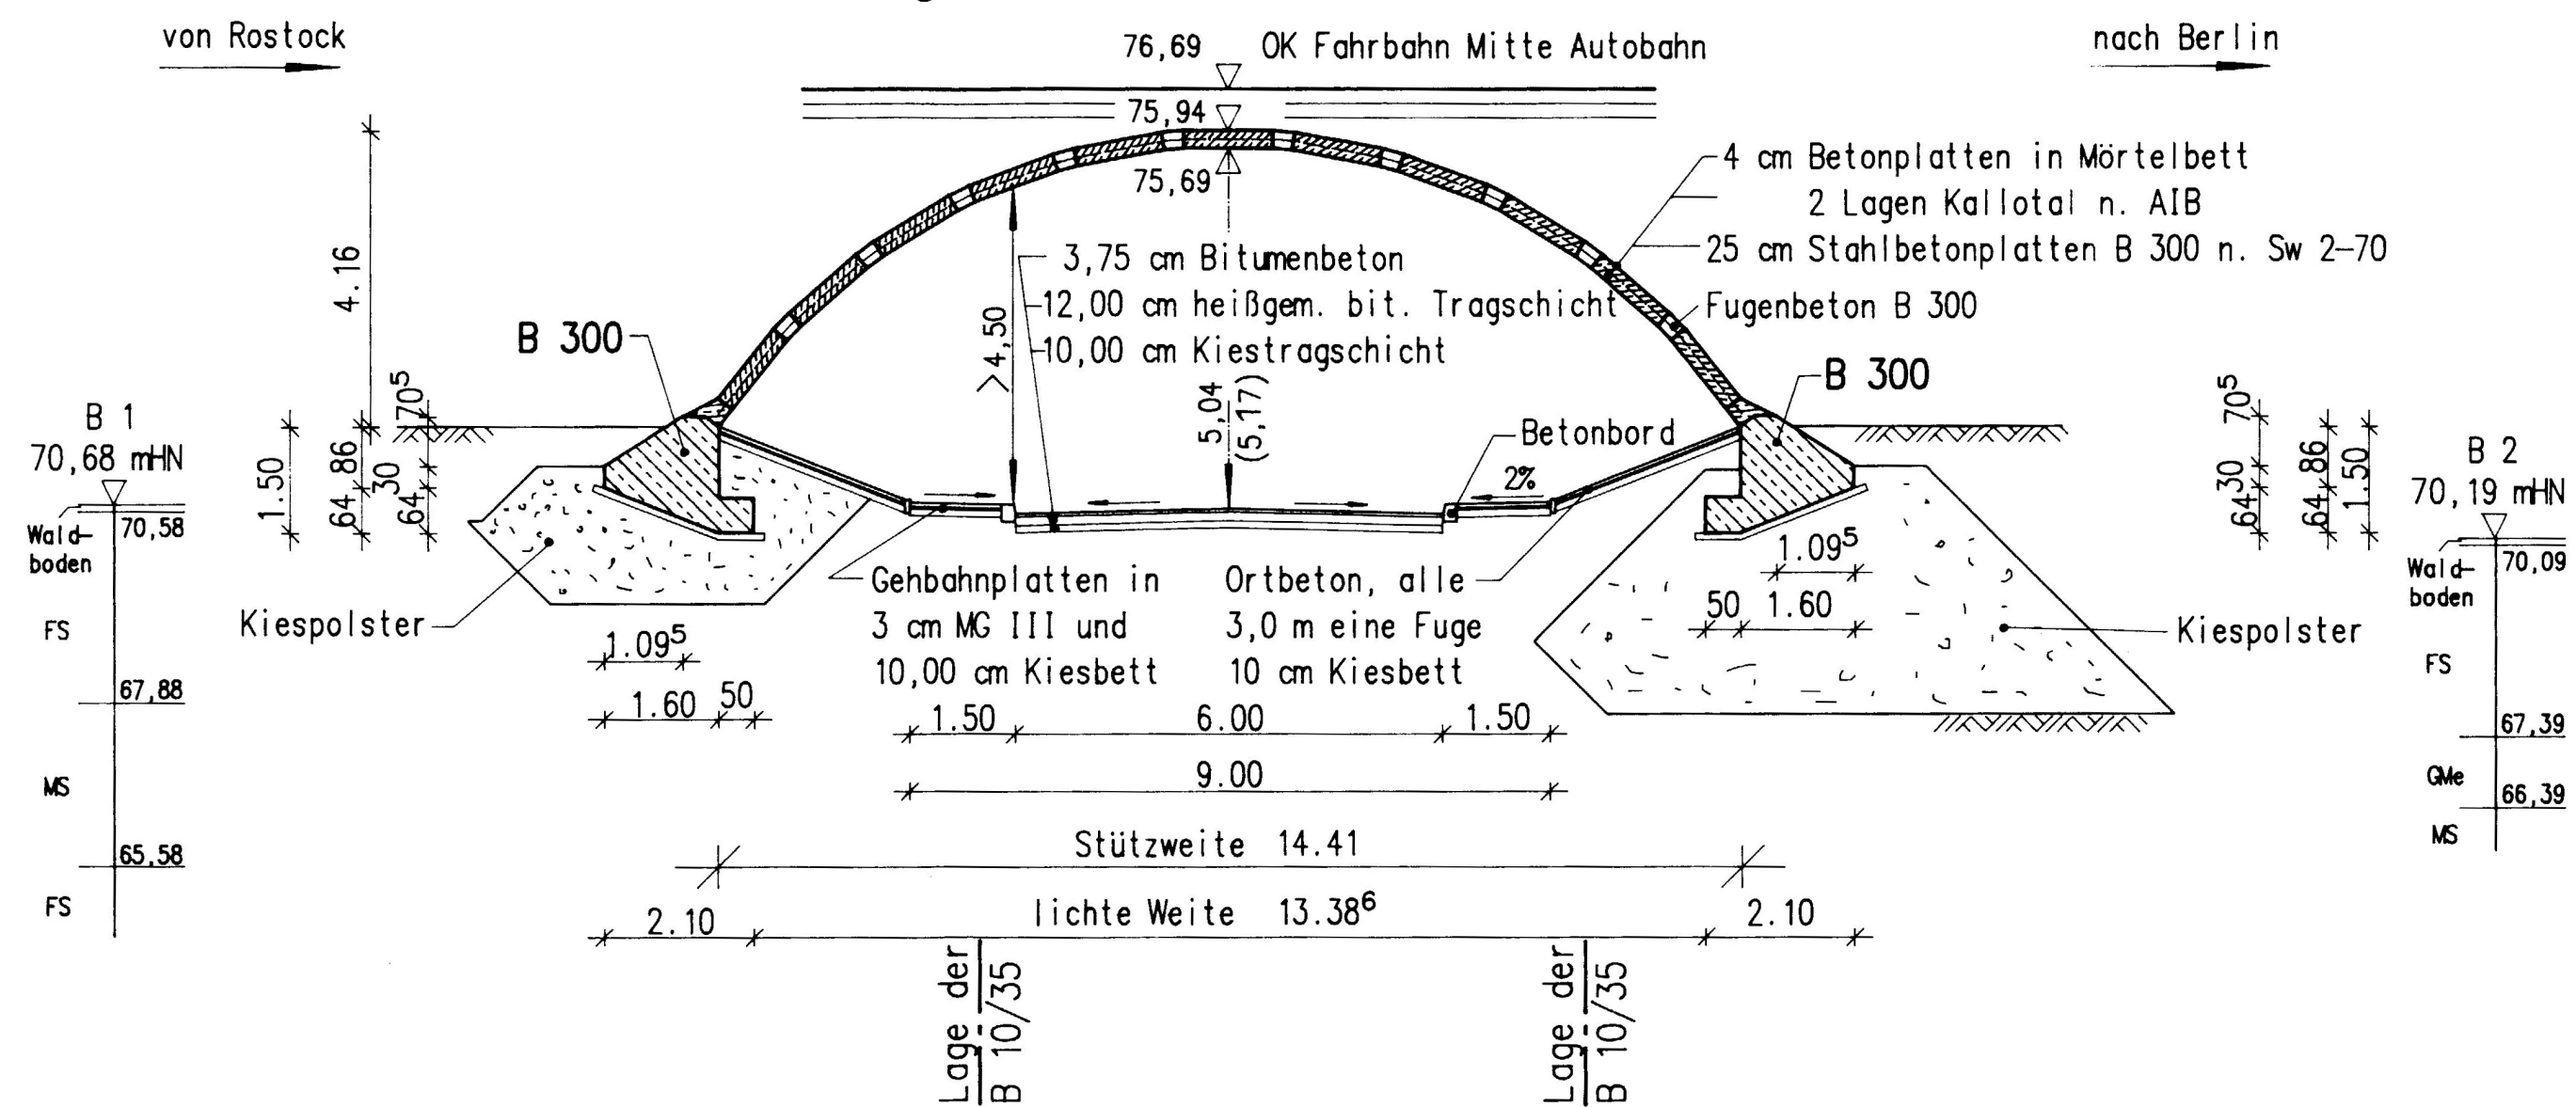 von Rostock
76,69 OK Fahrbahn Mitte Autobahn
nach Berlin
75,94
75,69
4 cm Betonplatten in Mörtelbett
2 Lagen Kallotal n. AIB
25 cm Stahlbetonplatten B 300 n. Sw 2-70
Fugenbeton B 300
3,75 cm Bitumenbeton
12,00 cm heißgem. bit. Tragschicht
10,00 cm Kiestragschicht
>4,50
5,04
(5,17)
4.16
B 300
B 300
Betonbord
2%
B 1
70,68 mHN
70,58
Wald-
boden
FS
67,88
MS
65,58
FS
1.50
64 86
70⁵
30
64
70⁵
30
64
64 86
1.50
B 2
70,19 mHN
70,09
Wald-
boden
FS
67,39
GMe
66,39
MS
Kiespolster
Gehbahnplatten in
3 cm MG III und
10,00 cm Kiesbett
Ortbeton, alle
3,0 m eine Fuge
10 cm Kiesbett
Kiespolster
1.09⁵
1.60 50
1.09⁵
50 1.60
1.50 6.00 1.50
9.00
Stützweite 14.41
2.10 lichte Weite 13.38⁶ 2.10
Lage der
B 10/35
Lage der
B 10/35